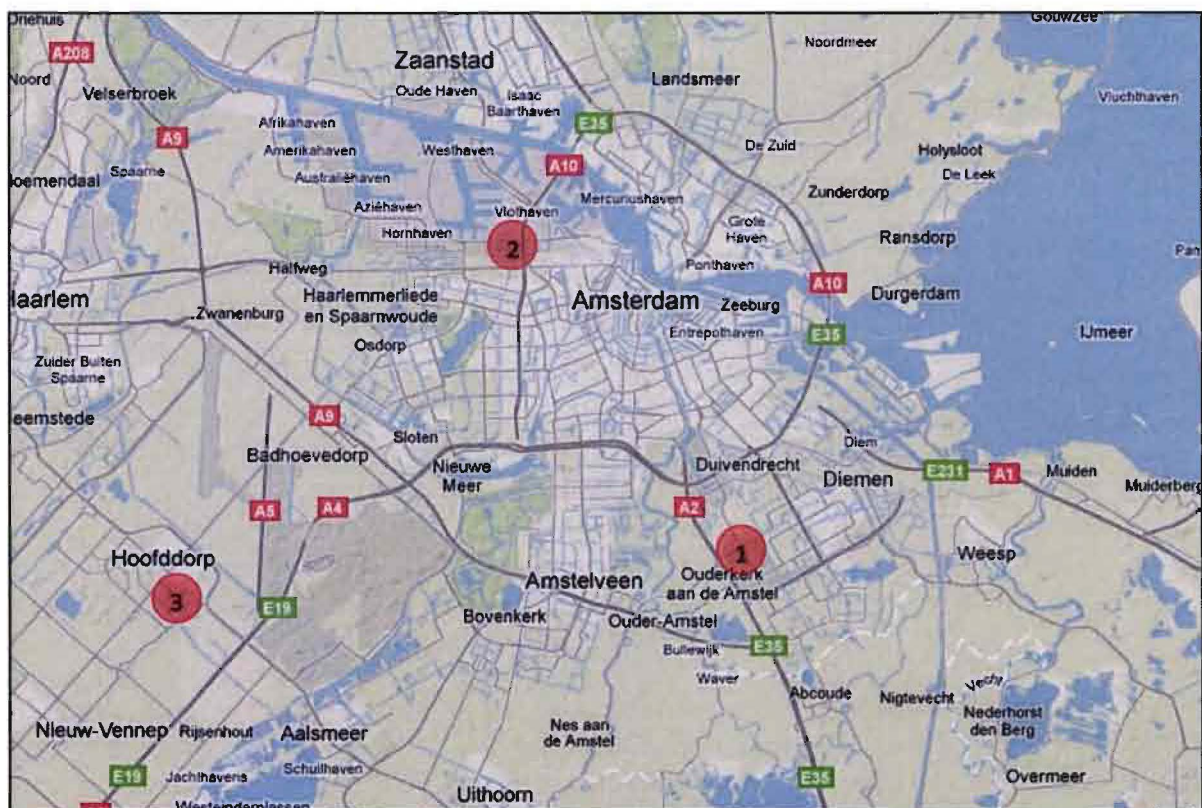 Driehuis
Gouwzee
A208
Zaanstad
Noordmeer
Noord
Velserbroek
Oude Haven
Isaac
Baarthaven
Landsmeer
Vluchthaven
A9
Afrikahaven
E35
Amerikahaven
Westhaven
De Zuid
Holysloot
Spaarne
A10
De Leek
loemendaal
Australiëhaven
Mercuriushaven
Zunderdorp
Aziëhaven
Vlothaven
Grote
Haven
Hornhaven
2
Ransdorp
Pan
Halfweg
Ponthaven
A10
Haarlem
Haarlemmerliede
en Spaarnwoude
Amsterdam
Zeeburg
Durgerdam
Zwanenburg
Entrepothaven
E35
IJmeer
Osdorp
Zuider Buiten
Spaarne
eemstede
A9
Sloten
Diem
Badhoevedorp
Nieuwe
Meer
Duivendrecht
Diemen
E231
A1
Muiden
Muiderberg
A5
A4
A2
Hoofddorp
1
Weesp
3
E19
Amstelveen
Ouderkerk
aan de Amstel
Bovenkerk
Ouder-Amstel
Bullewijk
E35
Waver
Abcoude
Nigtevecht
Vecht
Nederhorst
den Berg
Nieuw-Vennep
Rijsenhout
Aalsmeer
Nes aan
de Amstel
E19
Jachthavens
Schuilhaven
E35
Overmeer
Westeinderplassen
Uithoorn